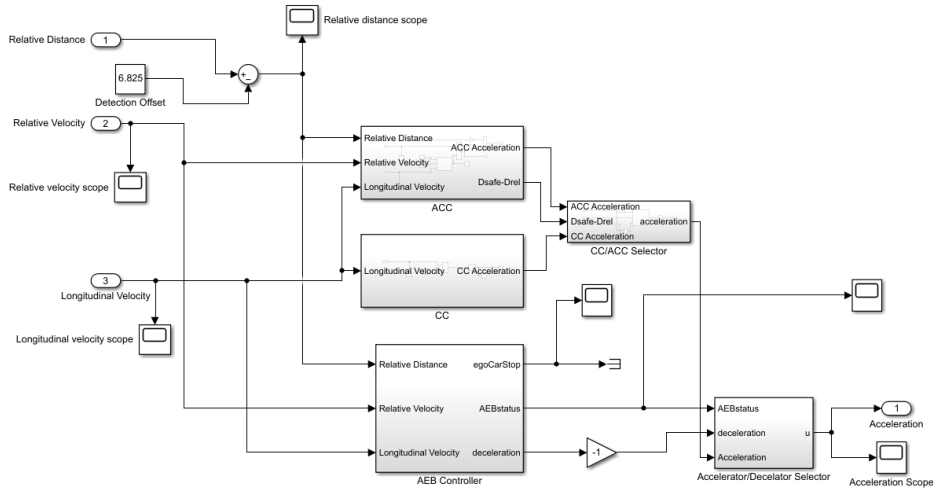 Relative distance scope
Relative Distance
1
+
−
6.825
Detection Offset
Relative Velocity
2
Relative velocity scope
Relative Distance
ACC Acceleration
Relative Velocity
Dsafe-Drel
Longitudinal Velocity
ACC
ACC Acceleration
Dsafe-Drel
acceleration
CC Acceleration
CC/ACC Selector
3
Longitudinal Velocity
Longitudinal Velocity
CC Acceleration
CC
Longitudinal velocity scope
Relative Distance
egoCarStop
Relative Velocity
AEBstatus
Longitudinal Velocity
deceleration
AEB Controller
-1
AEBstatus
deceleration
u
Acceleration
Accelerator/Decelator Selector
1
Acceleration
Acceleration Scope